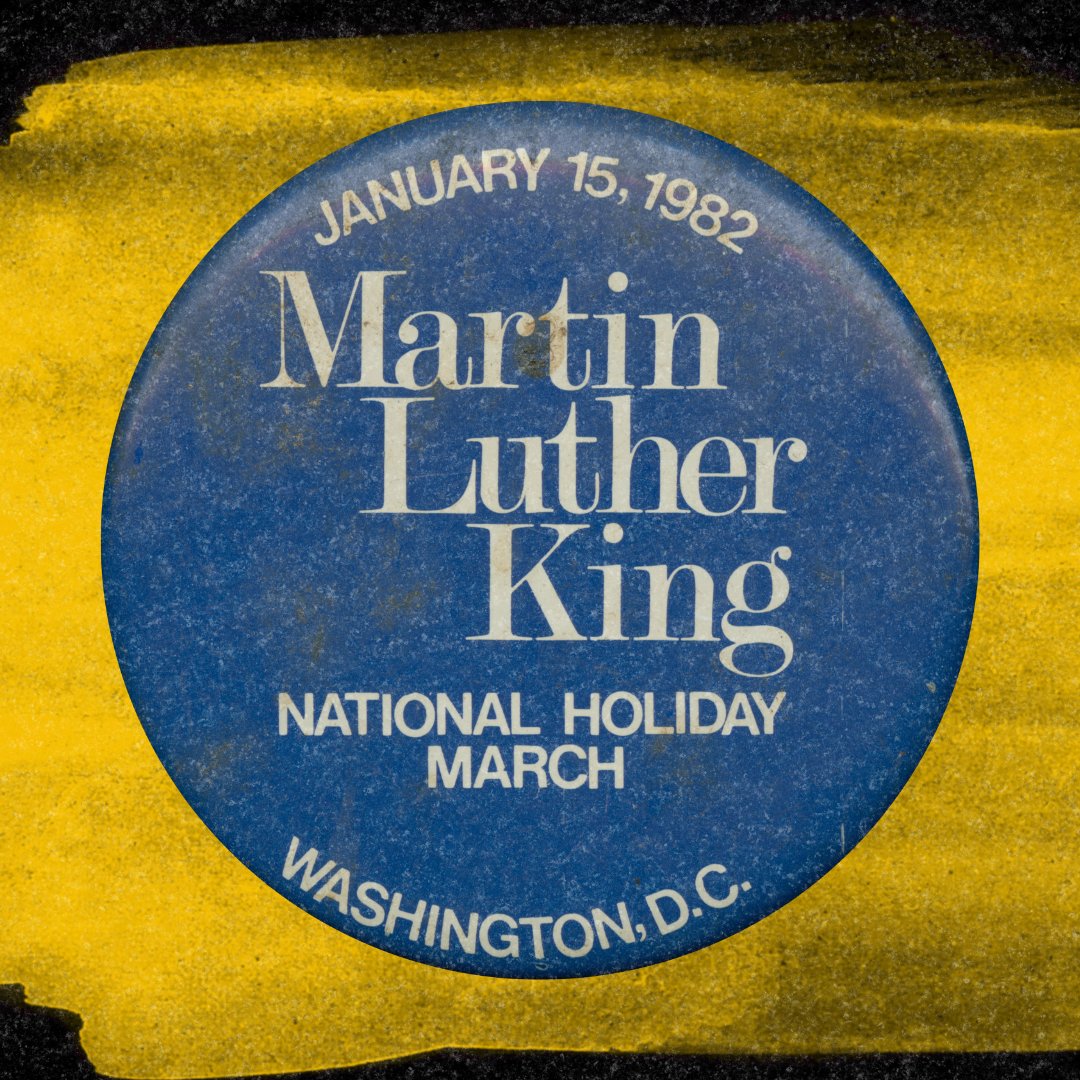 JANUARY 15, 1982
Martin
Luther
King
NATIONAL HOLIDAY
MARCH
WASHINGTON, D.C.